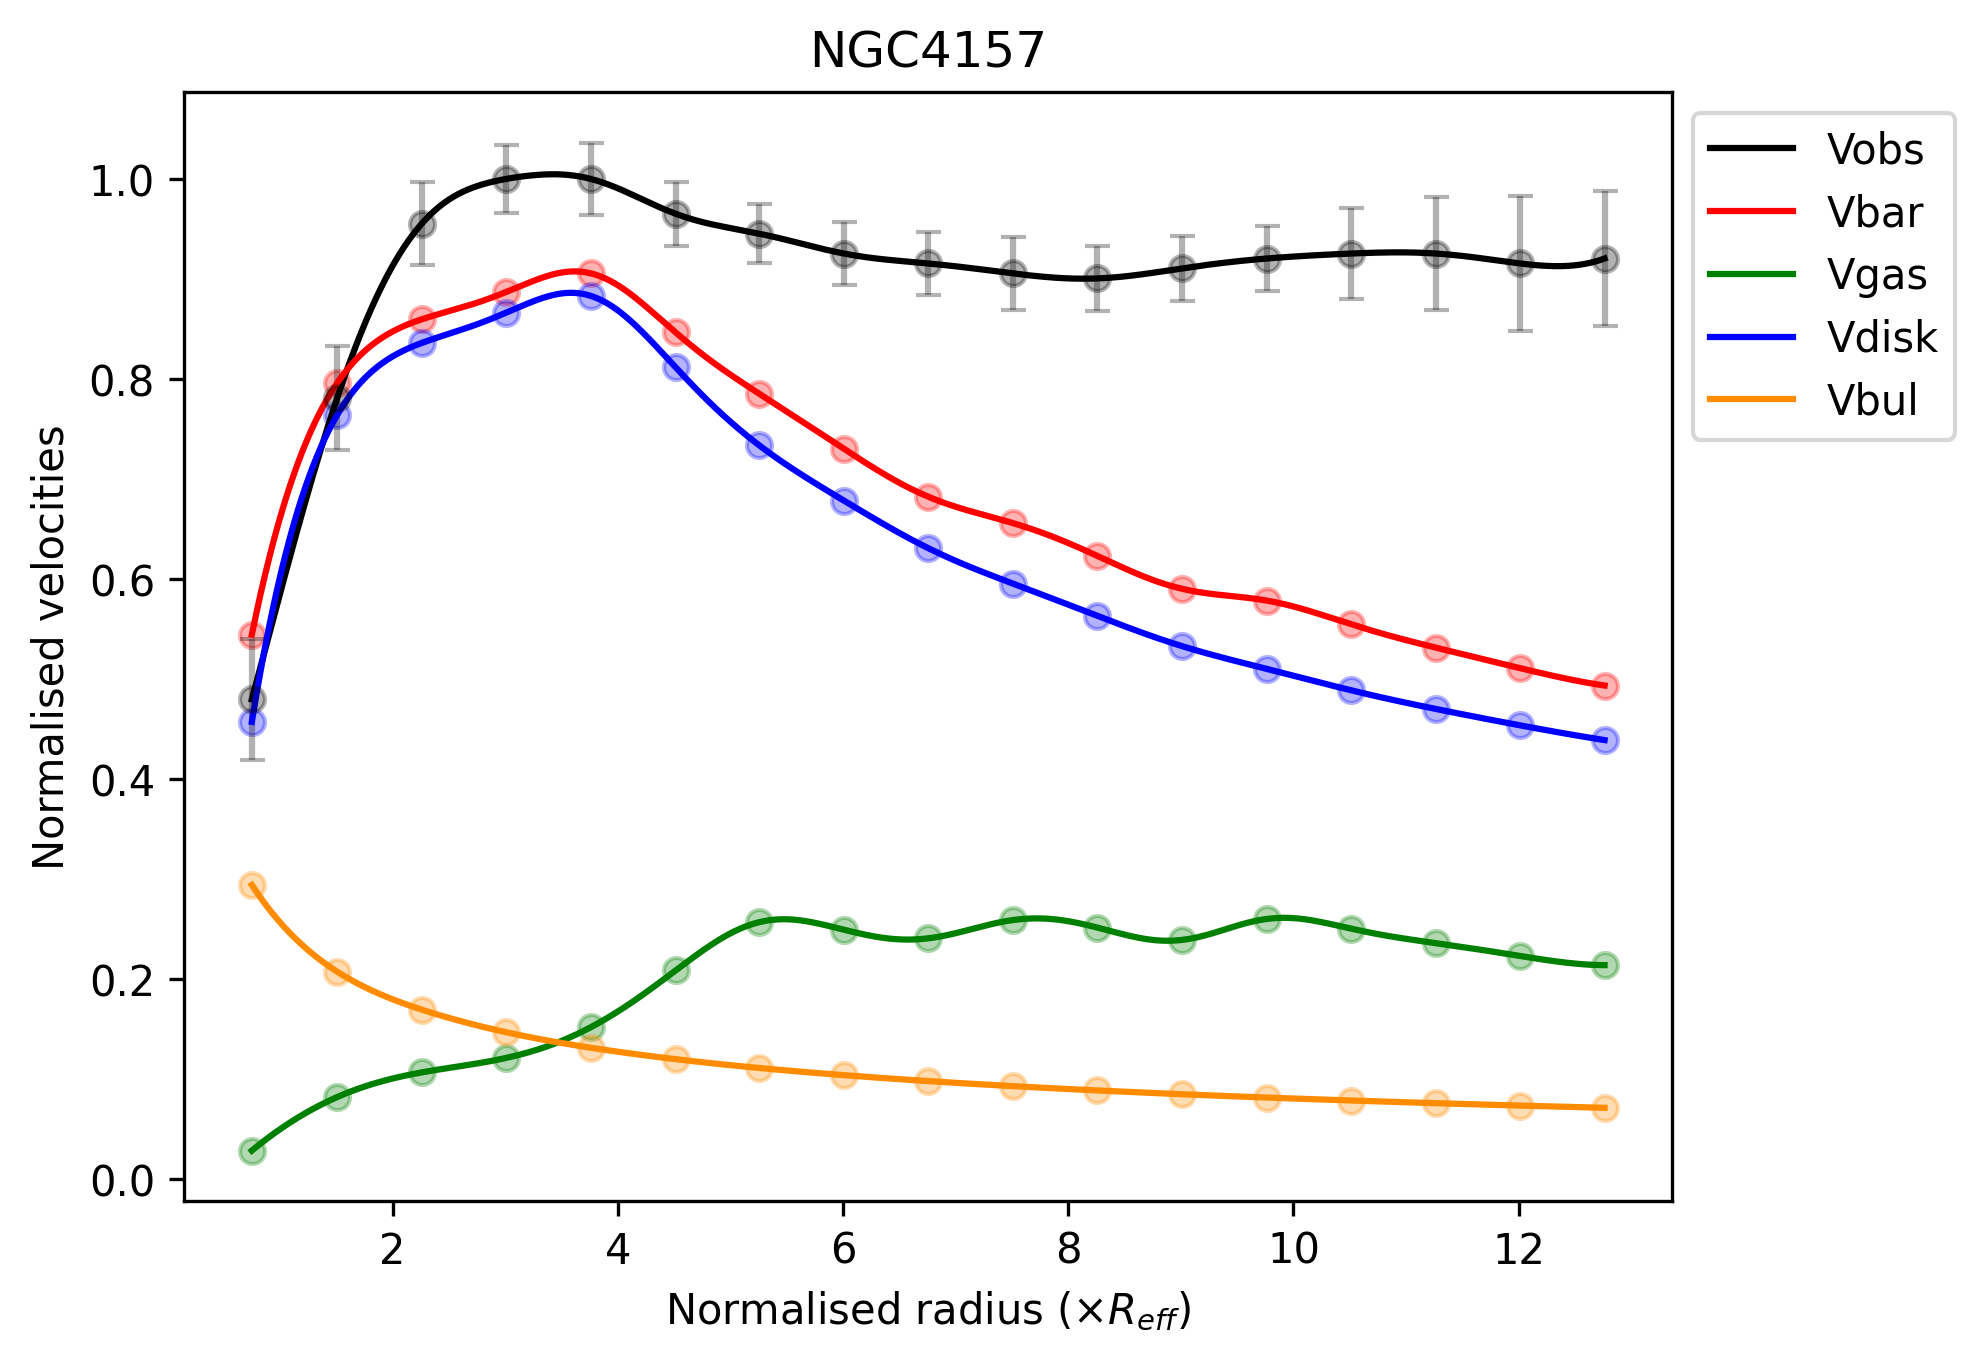 NGC4157
1.0
0.8
0.6
0.4
0.2
0.0
Normalised velocities
2 4 6 8 10 12
Normalised radius (×R_eff)
Vobs
Vbar
Vgas
Vdisk
Vbul